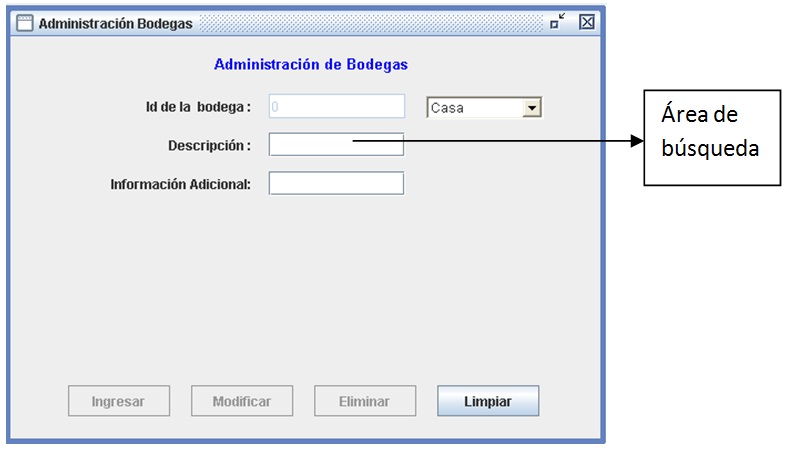 Administración Bodegas
Administración de Bodegas
Id de la bodega : 0 Casa
Descripción :
Información Adicional:
Ingresar Modificar Eliminar Limpiar
Área de
búsqueda